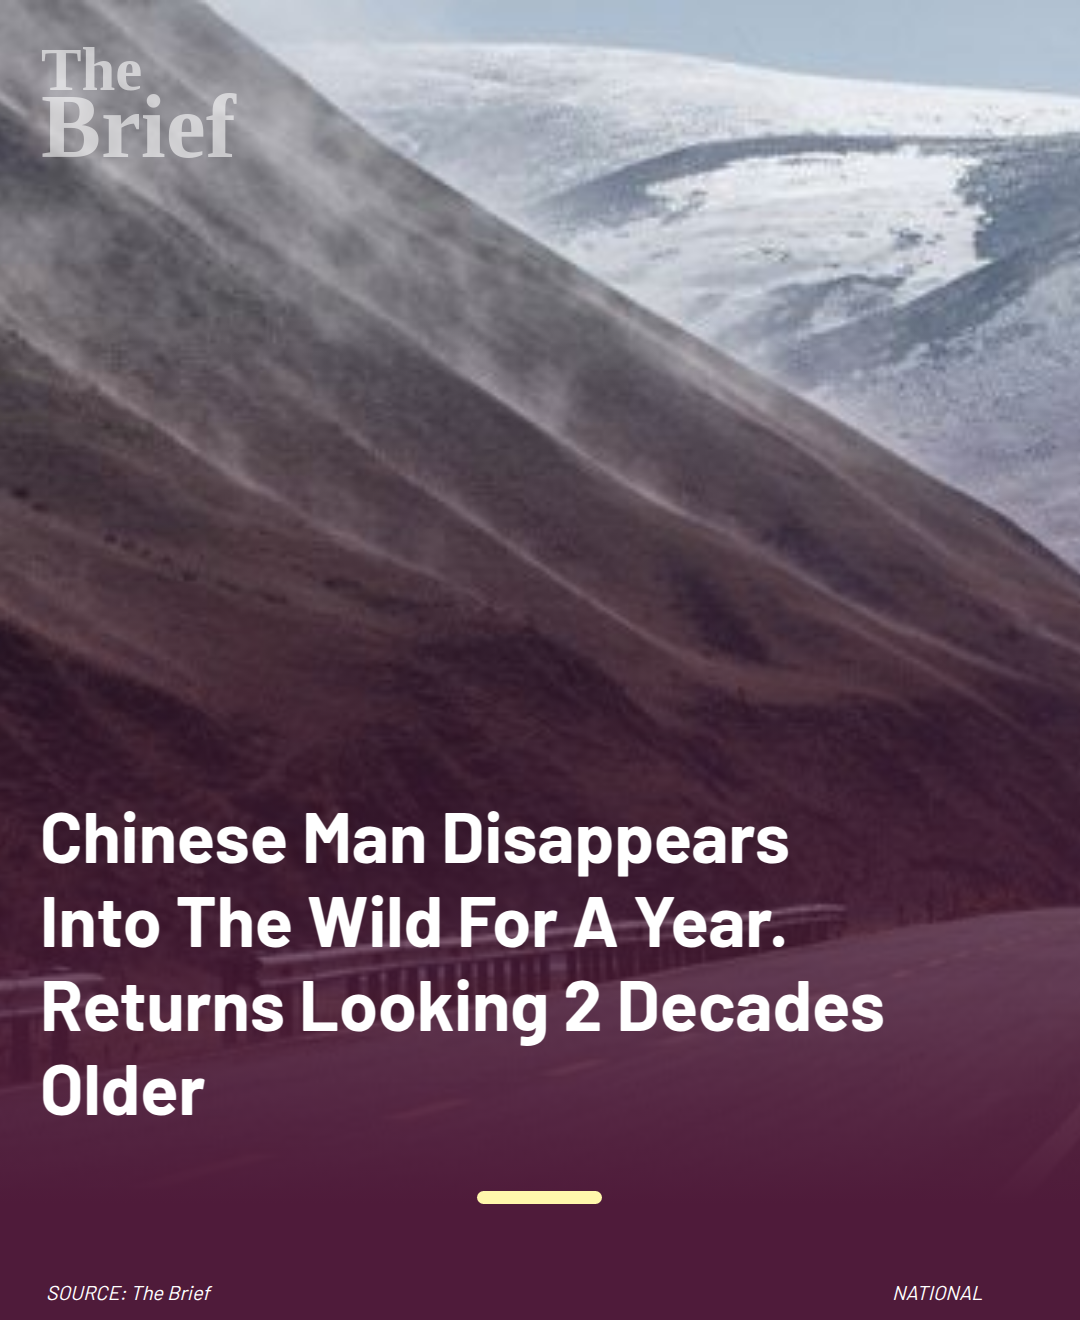 The
Brief
Chinese Man Disappears
Into The Wild For A Year.
Returns Looking 2 Decades
Older
SOURCE: The Brief
NATIONAL